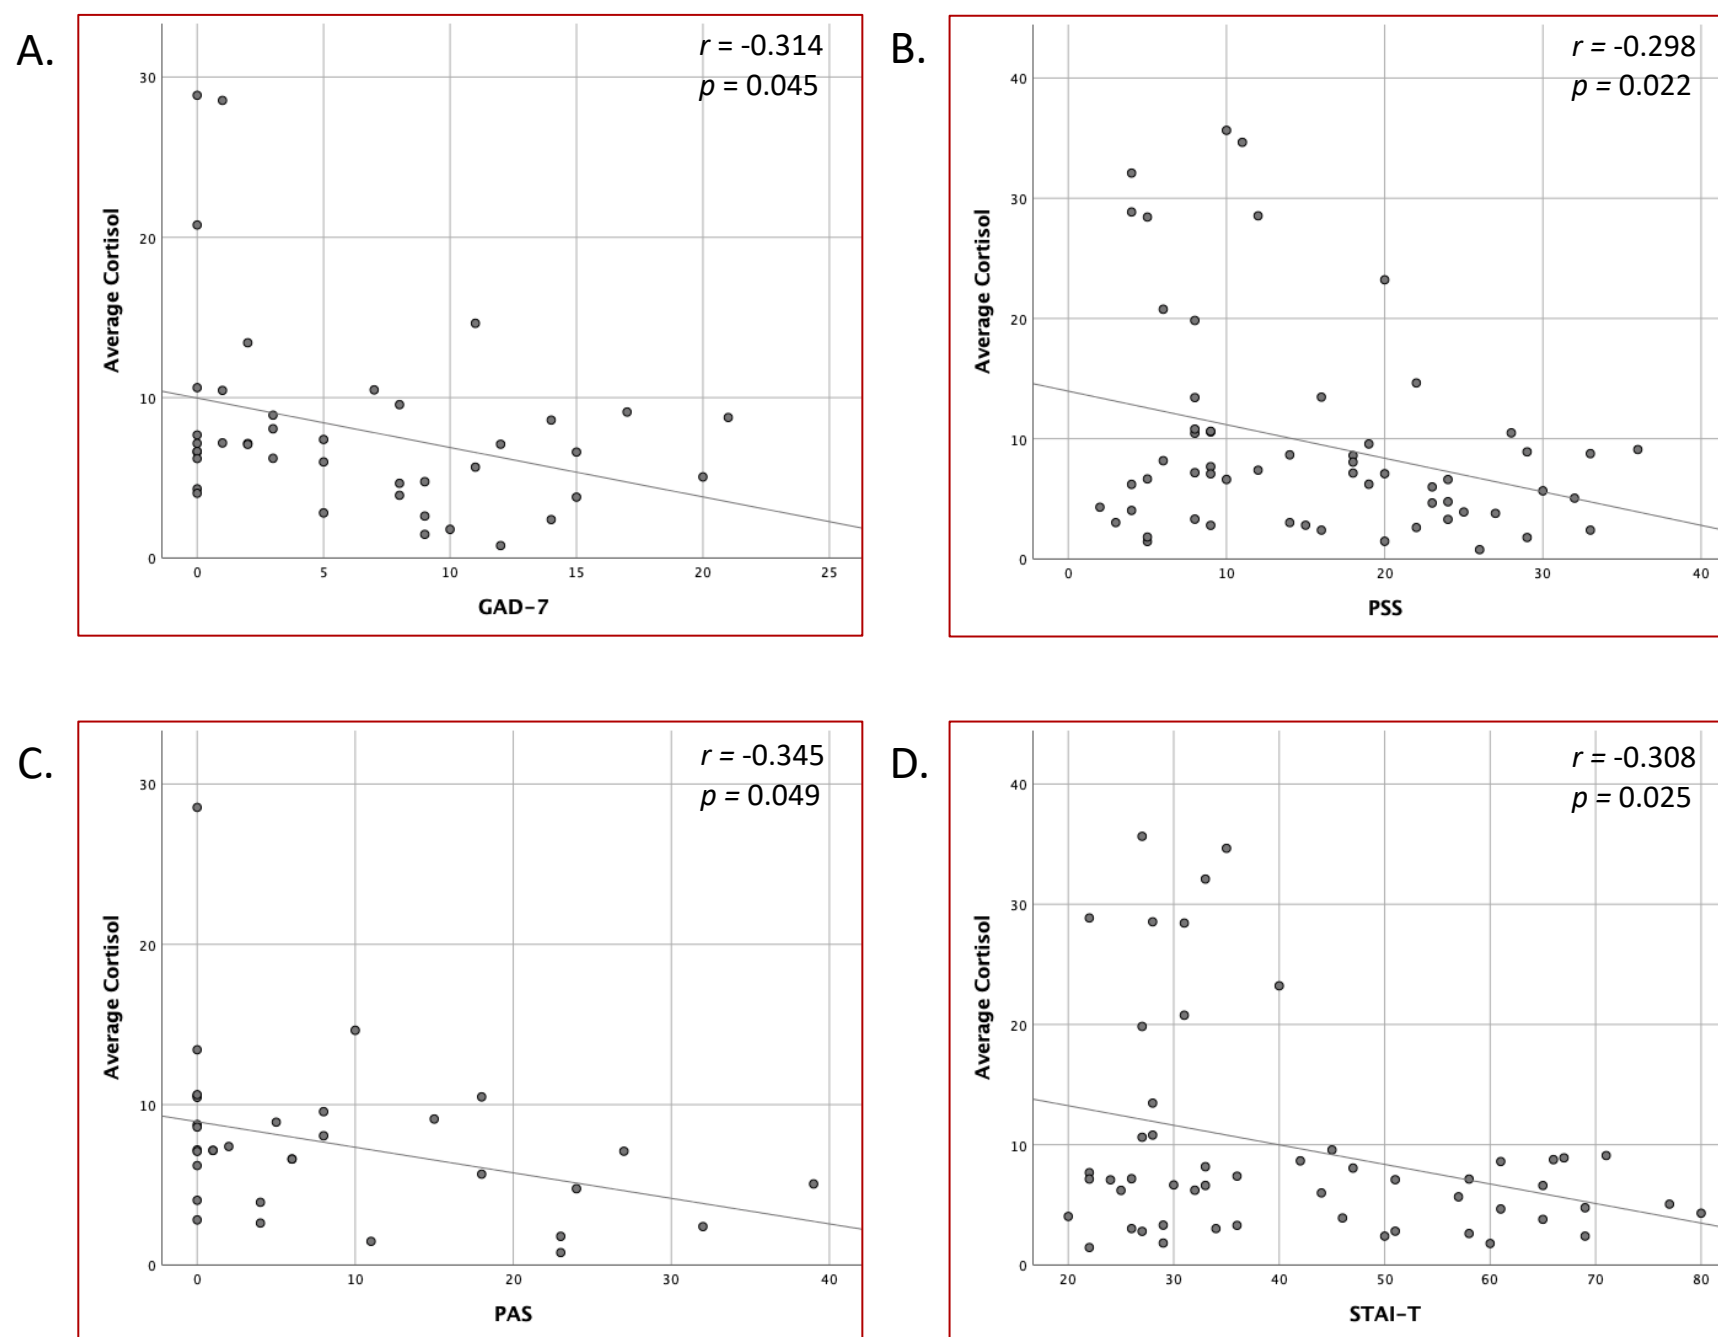 A.
r = -0.314
p = 0.045
30
20
10
0
Average Cortisol
0 5 10 15 20 25
GAD-7
B.
r = -0.298
p = 0.022
40
30
20
10
0
Average Cortisol
0 10 20 30 40
PSS
C.
r = -0.345
p = 0.049
30
20
10
0
Average Cortisol
0 10 20 30 40
PAS
D.
r = -0.308
p = 0.025
40
30
20
10
0
Average Cortisol
20 30 40 50 60 70 80
STAI-T